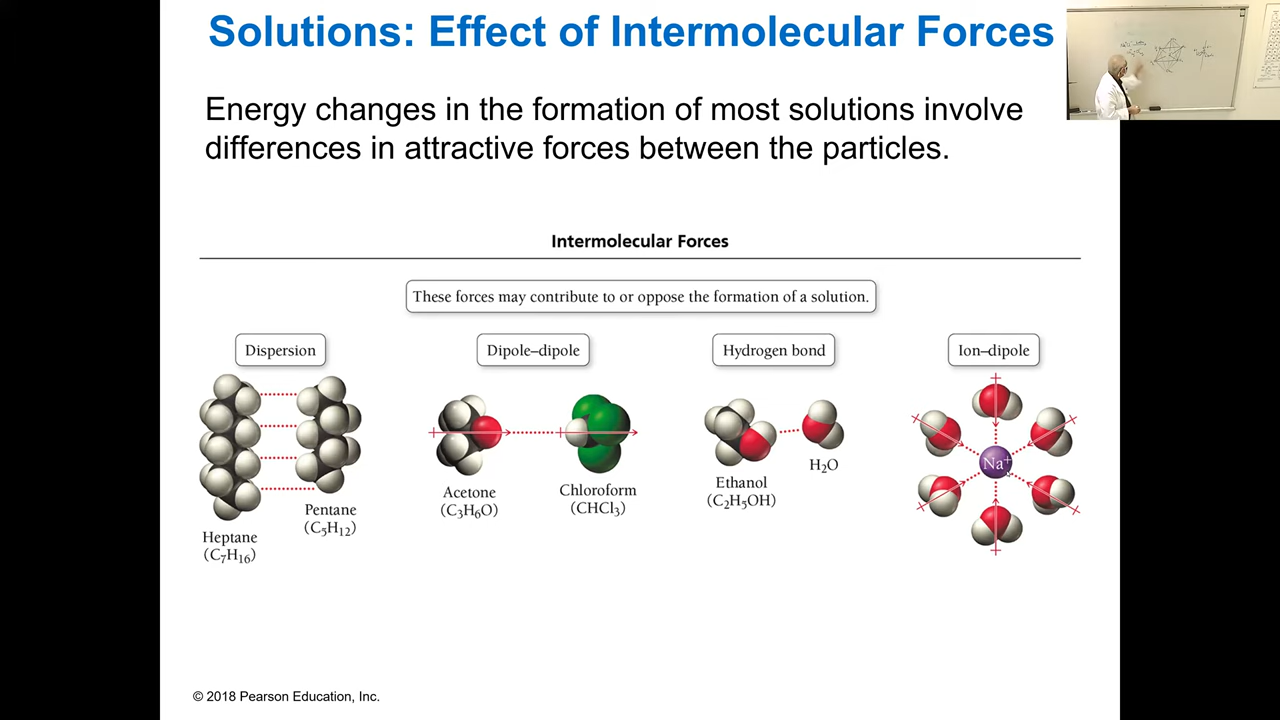 Solutions: Effect of Intermolecular Forces
Energy changes in the formation of most solutions involve
differences in attractive forces between the particles.
Intermolecular Forces
These forces may contribute to or oppose the formation of a solution.
Dispersion
Dipole–dipole
Hydrogen bond
Ion–dipole
Heptane
(C₇H₁₆)
Pentane
(C₅H₁₂)
Acetone
(C₃H₆O)
Chloroform
(CHCl₃)
Ethanol
(C₂H₅OH)
H₂O
Na⁺
© 2018 Pearson Education, Inc.